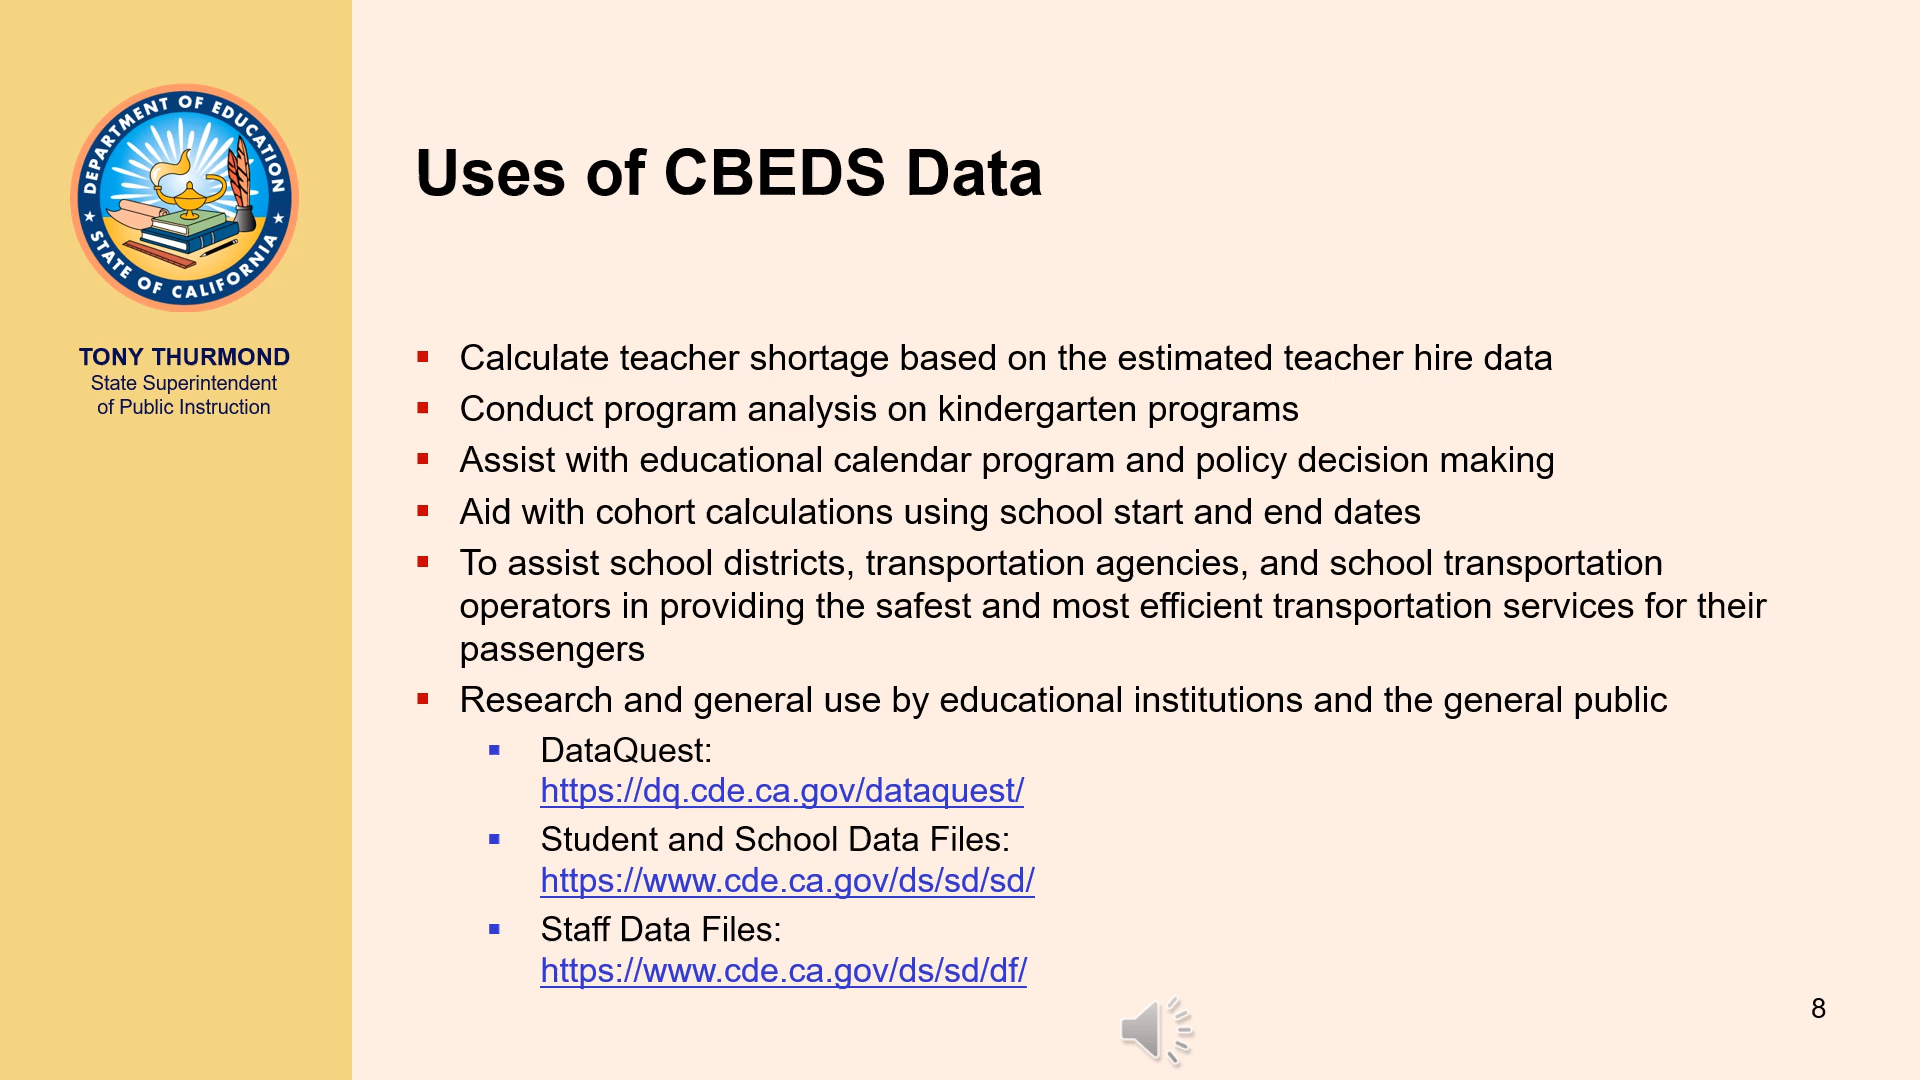 DEPARTMENT OF EDUCATION
STATE OF CALIFORNIA
TONY THURMOND
State Superintendent
of Public Instruction
Uses of CBEDS Data
Calculate teacher shortage based on the estimated teacher hire data
Conduct program analysis on kindergarten programs
Assist with educational calendar program and policy decision making
Aid with cohort calculations using school start and end dates
To assist school districts, transportation agencies, and school transportation
operators in providing the safest and most efficient transportation services for their
passengers
Research and general use by educational institutions and the general public
DataQuest:
https://dq.cde.ca.gov/dataquest/
Student and School Data Files:
https://www.cde.ca.gov/ds/sd/sd/
Staff Data Files:
https://www.cde.ca.gov/ds/sd/df/
8